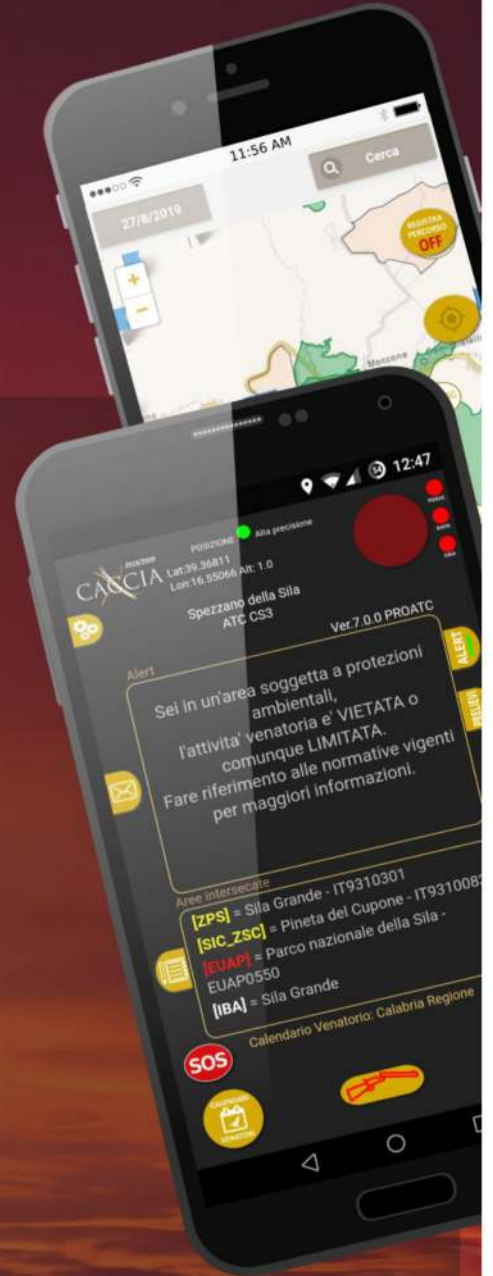 11:56 AM
27/8/2019
Cerca
+
REGISTRA
PERCORSO
OFF
−
Moccone
54 12:47
CACCIA
POSIZIONE Alta precisione
Lat:39.36811
Lon:16.55066 Alt: 1.0
Spezzano della Sila
ATC CS3
Ver.7.0.0 PROATC
Alert
ALERT
Sei in un'area soggetta a protezioni
ambientali,
l'attivita' venatoria e' VIETATA o
comunque LIMITATA.
Fare riferimento alle normative vigenti
per maggiori informazioni.
PRELIEVI
Aree intersecate
[ZPS] = Sila Grande - IT9310301
[SIC_ZSC] = Pineta del Cupone - IT931008
[EUAP] = Parco nazionale della Sila -
EUAP0550
[IBA] = Sila Grande
Calendario Venatorio: Calabria Regione
SOS
CALENDARI
VENATORI